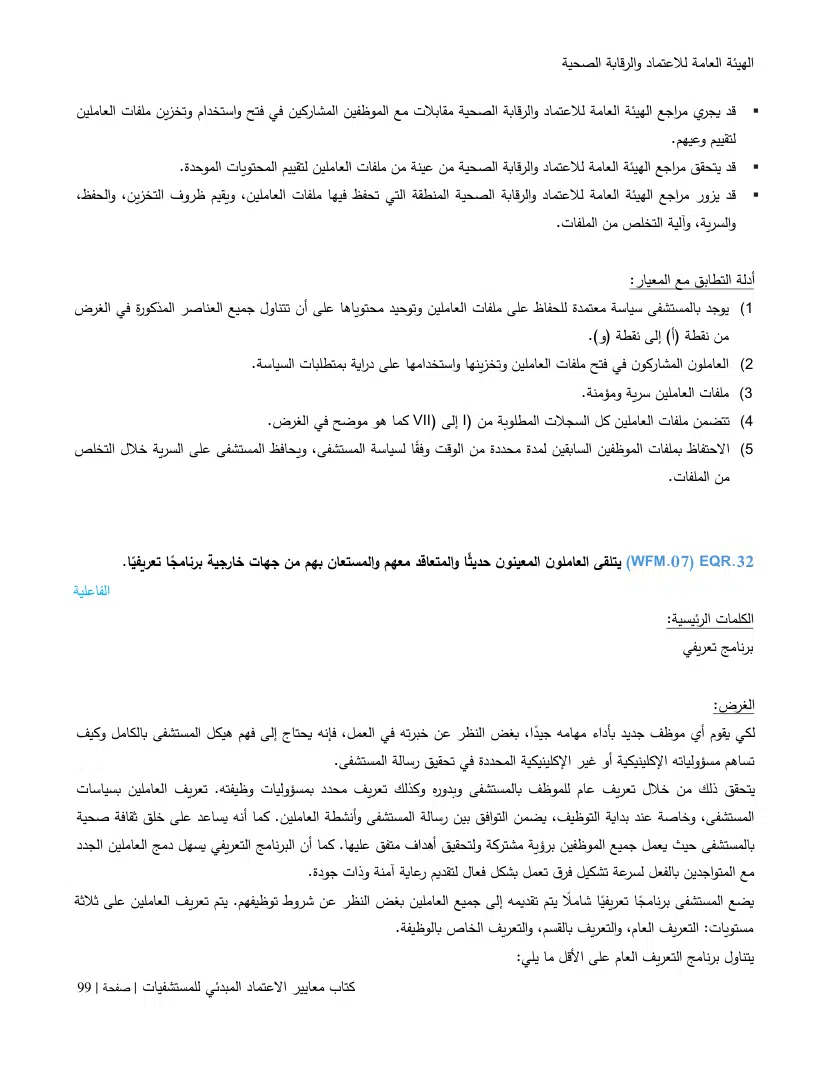 الهيئة العامة للاعتماد والرقابة الصحية
▪ قد يجري مراجع الهيئة العامة للاعتماد والرقابة الصحية مقابلات مع الموظفين المشاركين في فتح واستخدام وتخزين ملفات العاملين
لتقييم وعيهم.
▪ قد يتحقق مراجع الهيئة العامة للاعتماد والرقابة الصحية من عينة من ملفات العاملين لتقييم المحتويات الموحدة.
▪ قد يزور مراجع الهيئة العامة للاعتماد والرقابة الصحية المنطقة التي تحفظ فيها ملفات العاملين، ويقيم ظروف التخزين، والحفظ،
والسرية، وآلية التخلص من الملفات.
أدلة التطابق مع المعيار:
1) يوجد بالمستشفى سياسة معتمدة للحفاظ على ملفات العاملين وتوحيد محتوياها على أن تتناول جميع العناصر المذكورة في الغرض
من نقطة (أ) إلى نقطة (و).
2) العاملون المشاركون في فتح ملفات العاملين وتخزينها واستخدامها على دراية بمتطلبات السياسة.
3) ملفات العاملين سرية ومؤمنة.
4) تتضمن ملفات العاملين كل السجلات المطلوبة من (I إلى (VII كما هو موضح في الغرض.
5) الاحتفاظ بملفات الموظفين السابقين لمدة محددة من الوقت وفقًا لسياسة المستشفى، ويحافظ المستشفى على السرية خلال التخلص
من الملفات.
EQR.32 (WFM.07) يتلقى العاملون المعينون حديثًا والمتعاقد معهم والمستعان بهم من جهات خارجية برنامجًا تعريفيًا.
الفاعلية
الكلمات الرئيسية:
برنامج تعريفي
الغرض:
لكي يقوم أي موظف جديد بأداء مهامه جيدًا، بغض النظر عن خبرته في العمل، فإنه يحتاج إلى فهم هيكل المستشفى بالكامل وكيف
تساهم مسؤولياته الإكلينيكية أو غير الإكلينيكية المحددة في تحقيق رسالة المستشفى.
يتحقق ذلك من خلال تعريف عام للموظف بالمستشفى وبدوره وكذلك تعريف محدد بمسؤوليات وظيفته. تعريف العاملين بسياسات
المستشفى، وخاصة عند بداية التوظيف، يضمن التوافق بين رسالة المستشفى وأنشطة العاملين. كما أنه يساعد على خلق ثقافة صحية
بالمستشفى حيث يعمل جميع الموظفين برؤية مشتركة ولتحقيق أهداف متفق عليها. كما أن البرنامج التعريفي يسهل دمج العاملين الجدد
مع المتواجدين بالفعل لسرعة تشكيل فرق تعمل بشكل فعال لتقديم رعاية آمنة وذات جودة.
يضع المستشفى برنامجًا تعريفيًا شاملًا يتم تقديمه إلى جميع العاملين بغض النظر عن شروط توظيفهم. يتم تعريف العاملين على ثلاثة
مستويات: التعريف العام، والتعريف بالقسم، والتعريف الخاص بالوظيفة.
يتناول برنامج التعريف العام على الأقل ما يلي:
كتاب معايير الاعتماد المبدئي للمستشفيات | صفحة | 99